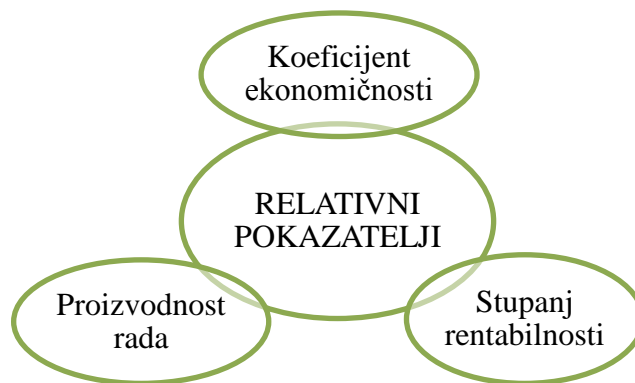 Koeficijent
ekonomičnosti
RELATIVNI
POKAZATELJI
Proizvodnost
rada
Stupanj
rentabilnosti